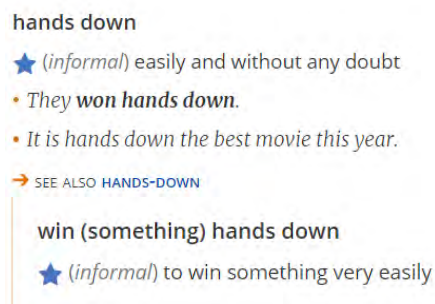 hands down
(informal) easily and without any doubt
• They won hands down.
• It is hands down the best movie this year.
→ SEE ALSO HANDS-DOWN
win (something) hands down
(informal) to win something very easily